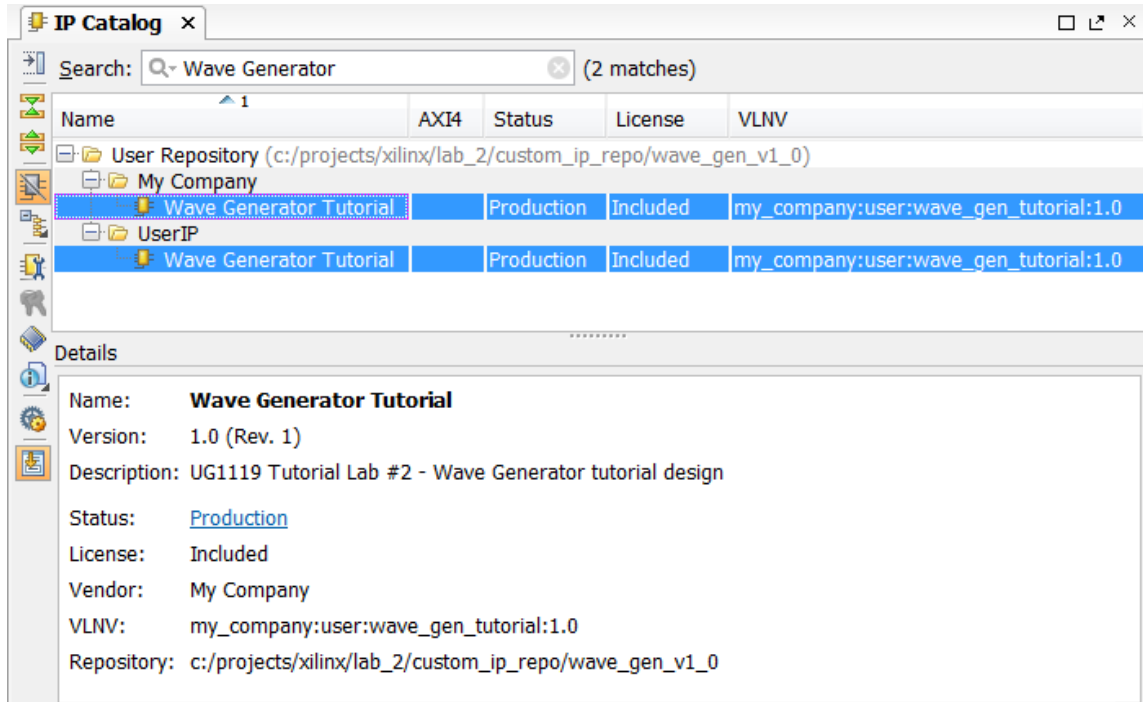 IP Catalog ×
Search: Wave Generator (2 matches)
Name 1 AXI4 Status License VLNV
User Repository (c:/projects/xilinx/lab_2/custom_ip_repo/wave_gen_v1_0)
My Company
Wave Generator Tutorial Production Included my_company:user:wave_gen_tutorial:1.0
UserIP
Wave Generator Tutorial Production Included my_company:user:wave_gen_tutorial:1.0
Details
Name: Wave Generator Tutorial
Version: 1.0 (Rev. 1)
Description: UG1119 Tutorial Lab #2 - Wave Generator tutorial design
Status: Production
License: Included
Vendor: My Company
VLNV: my_company:user:wave_gen_tutorial:1.0
Repository: c:/projects/xilinx/lab_2/custom_ip_repo/wave_gen_v1_0